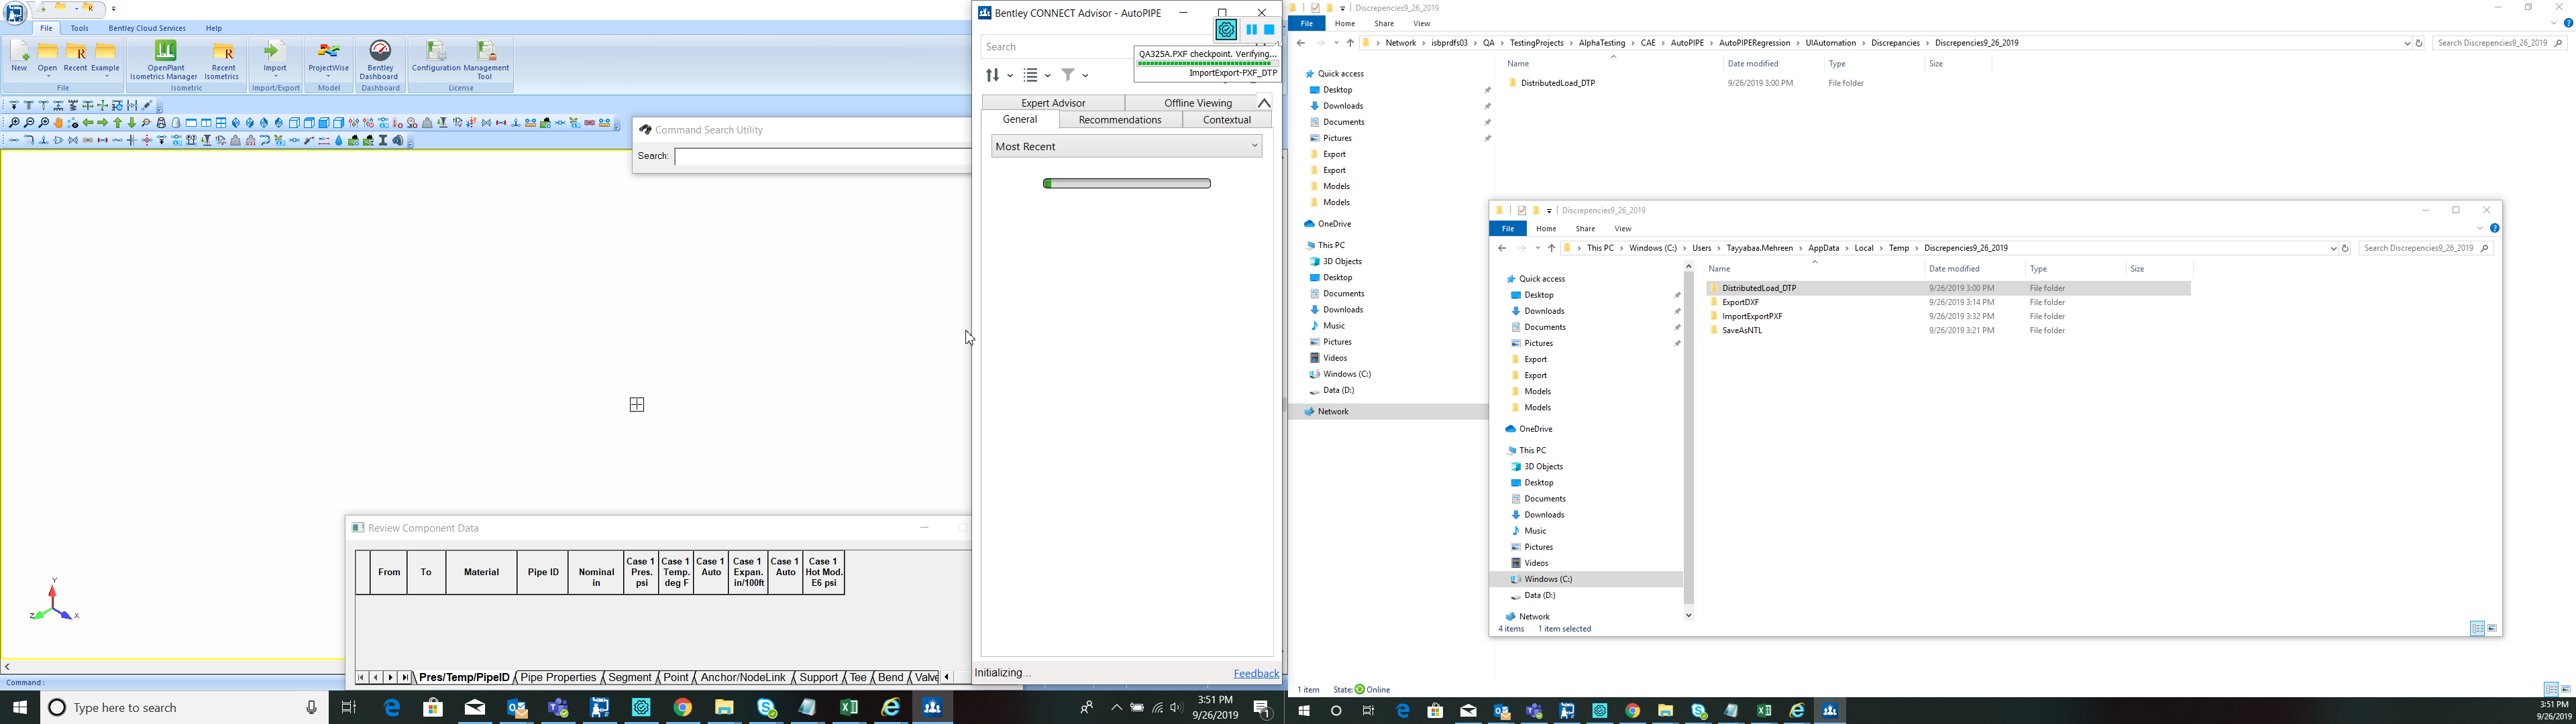 File
Tools
Bentley Cloud Services
Help
New
Open
Recent
Example
OpenPlant Isometrics Manager
Recent Isometrics
Import
ProjectWise
Bentley Dashboard
Configuration
Management Tool
File
Isometric
Import/Export
Model
Dashboard
License
Command Search Utility
Search:
Review Component Data
From
To
Material
Pipe ID
Nominal in
Case 1 Pres. psi
Case 1 Temp. deg F
Case 1 Auto
Case 1 Expan. in/100ft
Case 1 Auto
Case 1 Hot Mod. E6 psi
Pres/Temp/PipeID
Pipe Properties
Segment
Point
Anchor/NodeLink
Support
Tee
Bend
Valve
Y
Z
X
Command :
Bentley CONNECT Advisor - AutoPIPE
Search
QA325A.PXF checkpoint. Verifying...
ImportExport-PXF_DTP
Expert Advisor
Offline Viewing
General
Recommendations
Contextual
Most Recent
Initializing...
Feedback
Type here to search
3:51 PM
9/26/2019
1
Discrepencies9_26_2019
File
Home
Share
View
Network
isbprdfs03
QA
TestingProjects
AlphaTesting
CAE
AutoPIPE
AutoPIPERegression
UIAutomation
Discrepancies
Discrepencies9_26_2019
Search Discrepencies9_26_2019
Name
Date modified
Type
Size
DistributedLoad_DTP
9/26/2019 3:00 PM
File folder
Quick access
Desktop
Downloads
Documents
Pictures
Export
Export
Models
Models
OneDrive
This PC
3D Objects
Desktop
Documents
Downloads
Music
Pictures
Videos
Windows (C:)
Data (D:)
Network
1 item
State:
Online
Discrepencies9_26_2019
File
Home
Share
View
This PC
Windows (C:)
Users
Tayyabaa.Mehreen
AppData
Local
Temp
Discrepencies9_26_2019
Search Discrepencies9_26_2019
Name
Date modified
Type
Size
DistributedLoad_DTP
9/26/2019 3:00 PM
File folder
ExportDXF
9/26/2019 3:14 PM
File folder
ImportExportPXF
9/26/2019 3:32 PM
File folder
SaveAsNTL
9/26/2019 3:21 PM
File folder
Quick access
Desktop
Downloads
Documents
Pictures
Export
Export
Models
Models
OneDrive
This PC
3D Objects
Desktop
Documents
Downloads
Music
Pictures
Videos
Windows (C:)
Data (D:)
Network
4 items
1 item selected
3:51 PM
9/26/2019